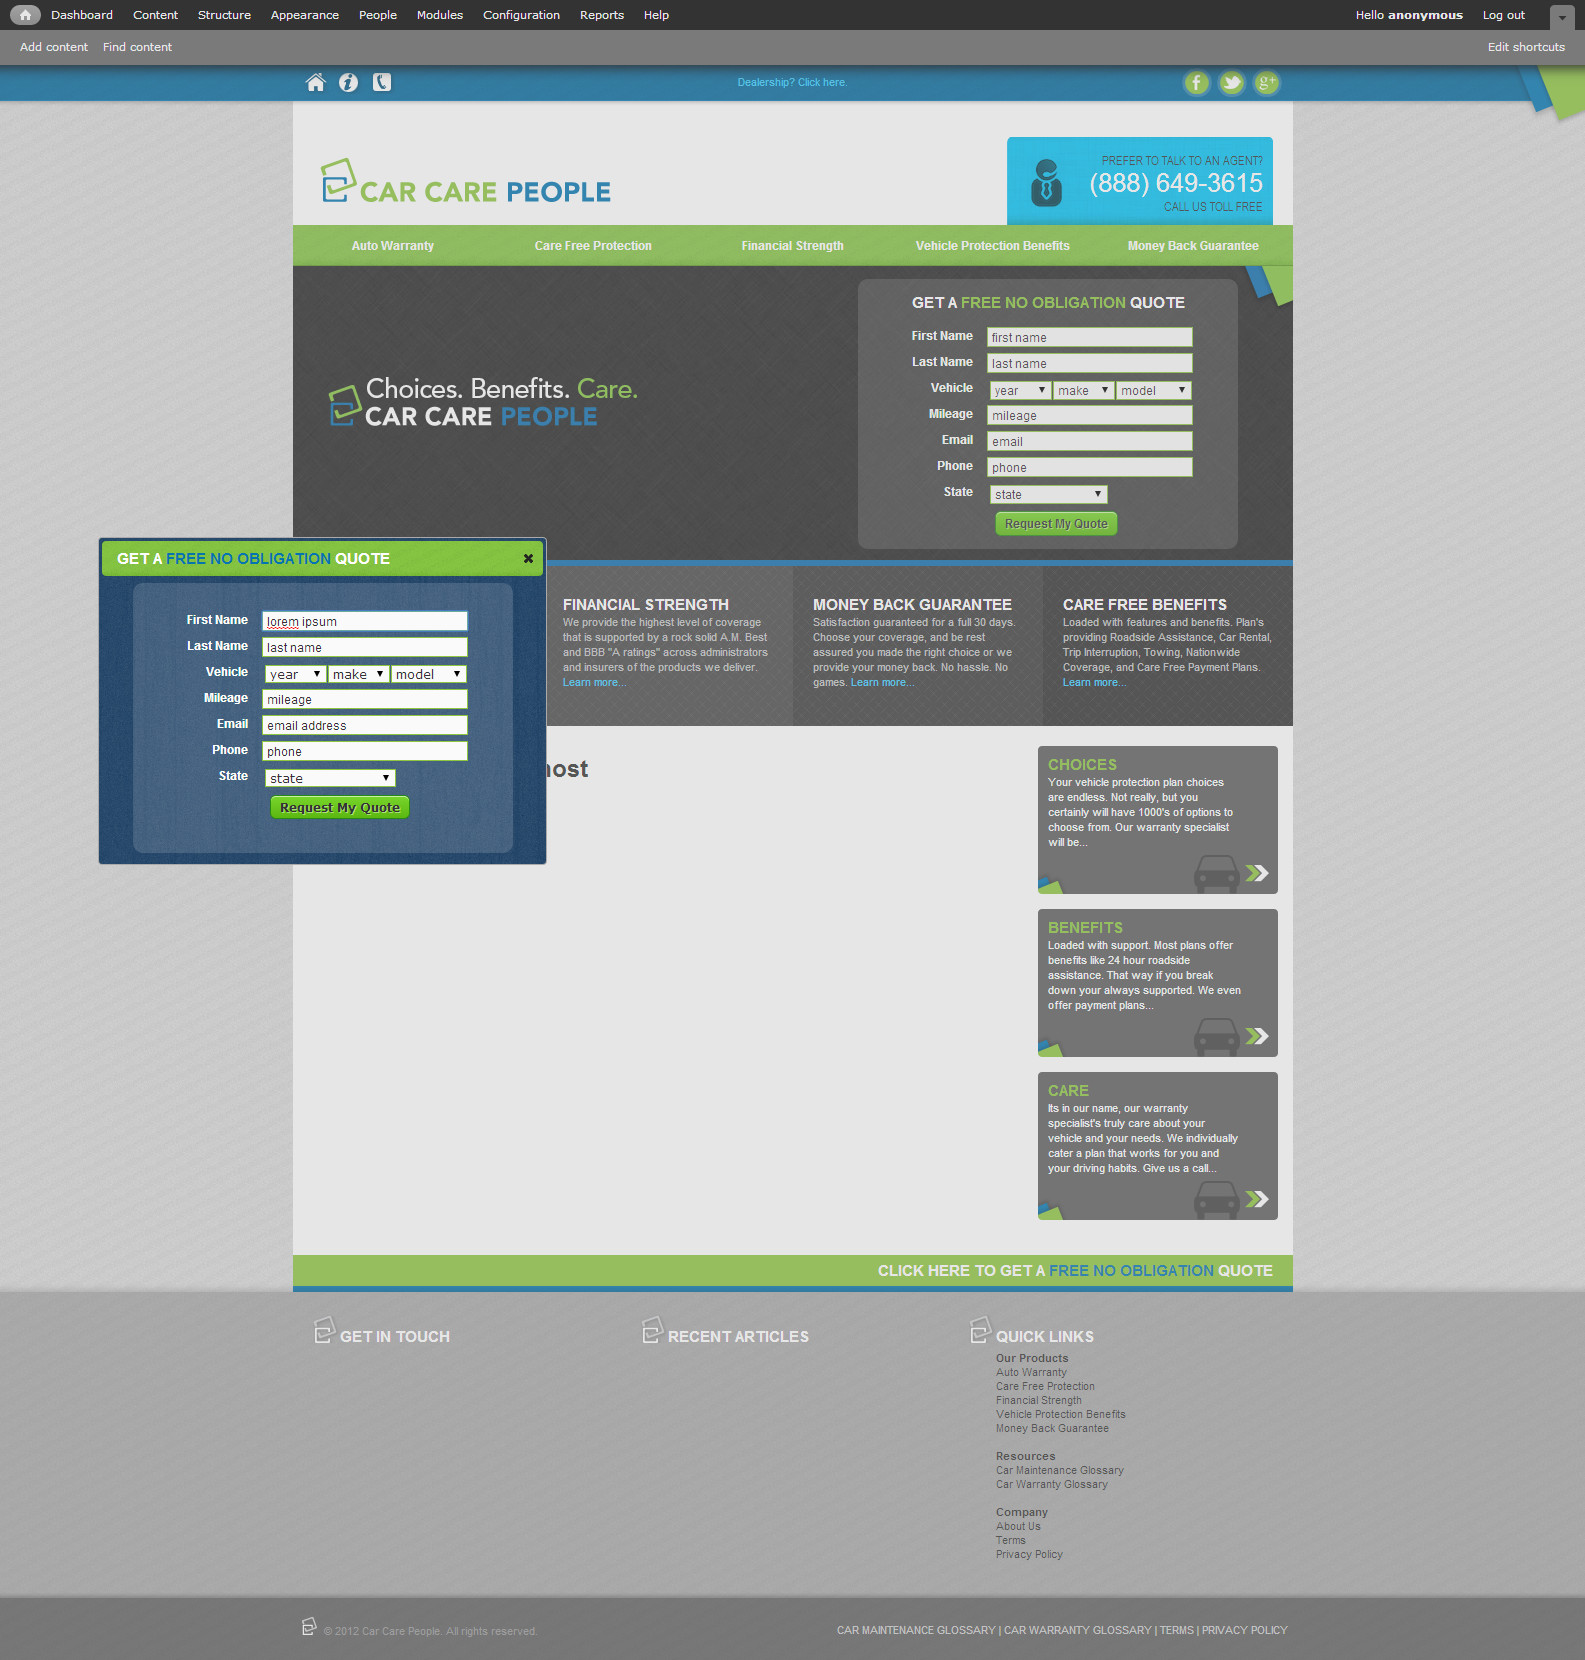 Dashboard Content Structure Appearance People Modules Configuration Reports Help Hello anonymous Log out
Add content Find content Edit shortcuts
Dealership? Click here. f g+
CAR CARE PEOPLE
PREFER TO TALK TO AN AGENT?
(888) 649-3615
CALL US TOLL FREE
Auto Warranty Care Free Protection Financial Strength Vehicle Protection Benefits Money Back Guarantee
Choices. Benefits. Care.
CAR CARE PEOPLE
GET A FREE NO OBLIGATION QUOTE
First Name first name
Last Name last name
Vehicle year make model
Mileage mileage
Email email
Phone phone
State state
Request My Quote
GET A FREE NO OBLIGATION QUOTE
First Name lorem ipsum
Last Name last name
Vehicle year make model
Mileage mileage
Email email address
Phone phone
State state
Request My Quote
FINANCIAL STRENGTH
We provide the highest level of coverage
that is supported by a rock solid A.M. Best
and BBB "A ratings" across administrators
and insurers of the products we deliver.
Learn more...
MONEY BACK GUARANTEE
Satisfaction guaranteed for a full 30 days.
Choose your coverage, and be rest
assured you made the right choice or we
provide your money back. No hassle. No
games. Learn more...
CARE FREE BENEFITS
Loaded with features and benefits. Plan's
providing Roadside Assistance, Car Rental,
Trip Interruption, Towing, Nationwide
Coverage, and Care Free Payment Plans.
Learn more...
CHOICES
Your vehicle protection plan choices
are endless. Not really, but you
certainly will have 1000's of options to
choose from. Our warranty specialist
will be...
BENEFITS
Loaded with support. Most plans offer
benefits like 24 hour roadside
assistance. That way if you break
down your always supported. We even
offer payment plans...
CARE
Its in our name, our warranty
specialist's truly care about your
vehicle and your needs. We individually
cater a plan that works for you and
your driving habits. Give us a call...
CLICK HERE TO GET A FREE NO OBLIGATION QUOTE
GET IN TOUCH
RECENT ARTICLES
QUICK LINKS
Our Products
Auto Warranty
Care Free Protection
Financial Strength
Vehicle Protection Benefits
Money Back Guarantee
Resources
Car Maintenance Glossary
Car Warranty Glossary
Company
About Us
Terms
Privacy Policy
© 2012 Car Care People. All rights reserved.
CAR MAINTENANCE GLOSSARY | CAR WARRANTY GLOSSARY | TERMS | PRIVACY POLICY